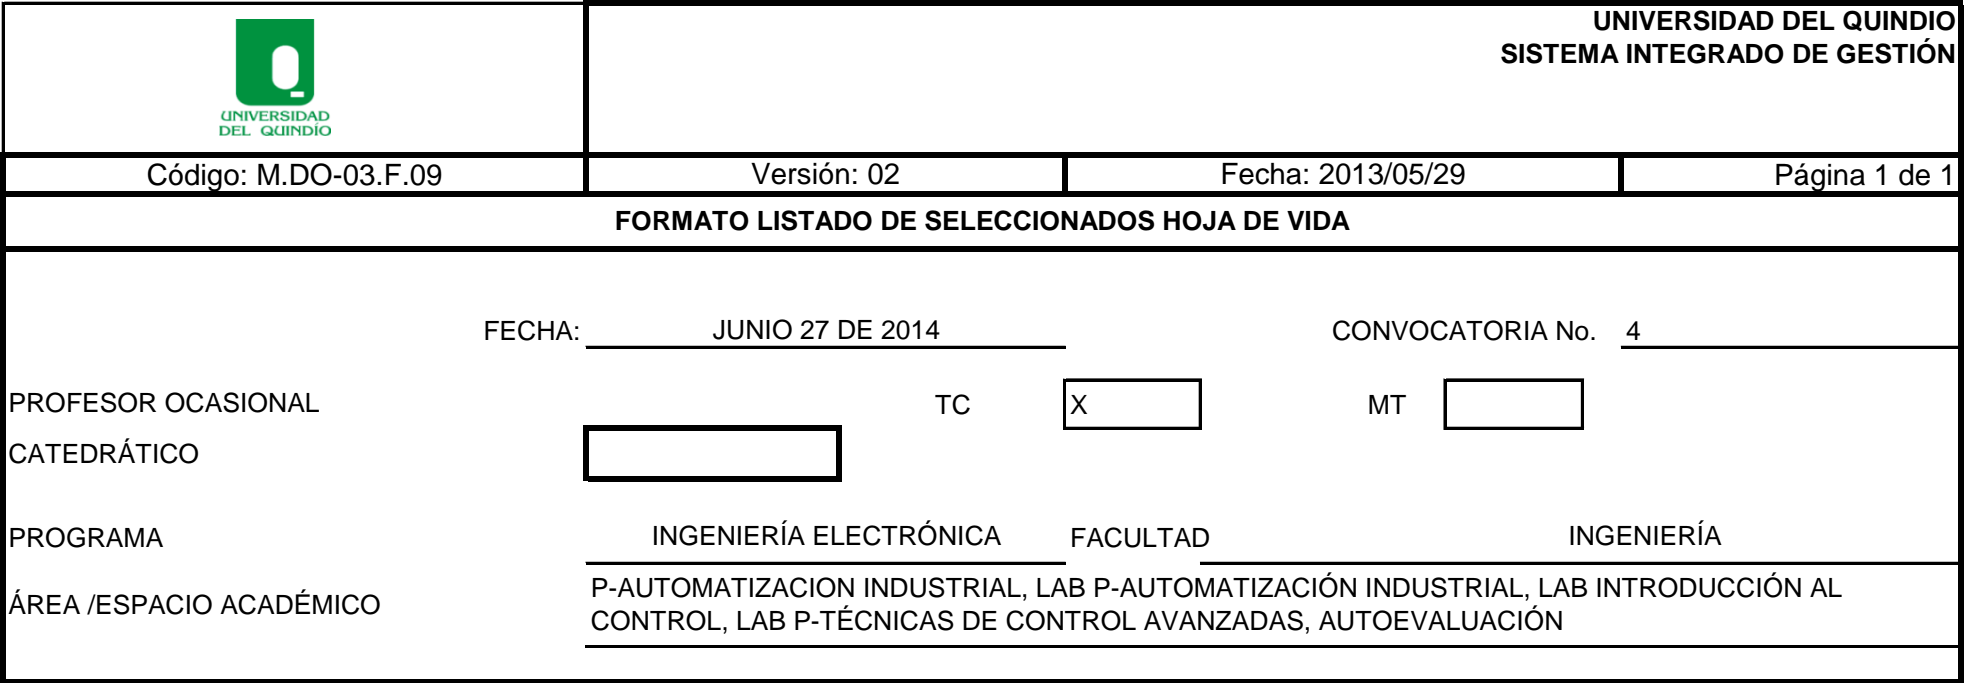 UNIVERSIDAD
DEL QUINDÍO
UNIVERSIDAD DEL QUINDIO
SISTEMA INTEGRADO DE GESTIÓN
Código: M.DO-03.F.09 Versión: 02 Fecha: 2013/05/29 Página 1 de 1
FORMATO LISTADO DE SELECCIONADOS HOJA DE VIDA
FECHA: JUNIO 27 DE 2014 CONVOCATORIA No. 4
PROFESOR OCASIONAL TC X MT
CATEDRÁTICO
PROGRAMA INGENIERÍA ELECTRÓNICA FACULTAD INGENIERÍA
ÁREA /ESPACIO ACADÉMICO P-AUTOMATIZACION INDUSTRIAL, LAB P-AUTOMATIZACIÓN INDUSTRIAL, LAB INTRODUCCIÓN AL
CONTROL, LAB P-TÉCNICAS DE CONTROL AVANZADAS, AUTOEVALUACIÓN